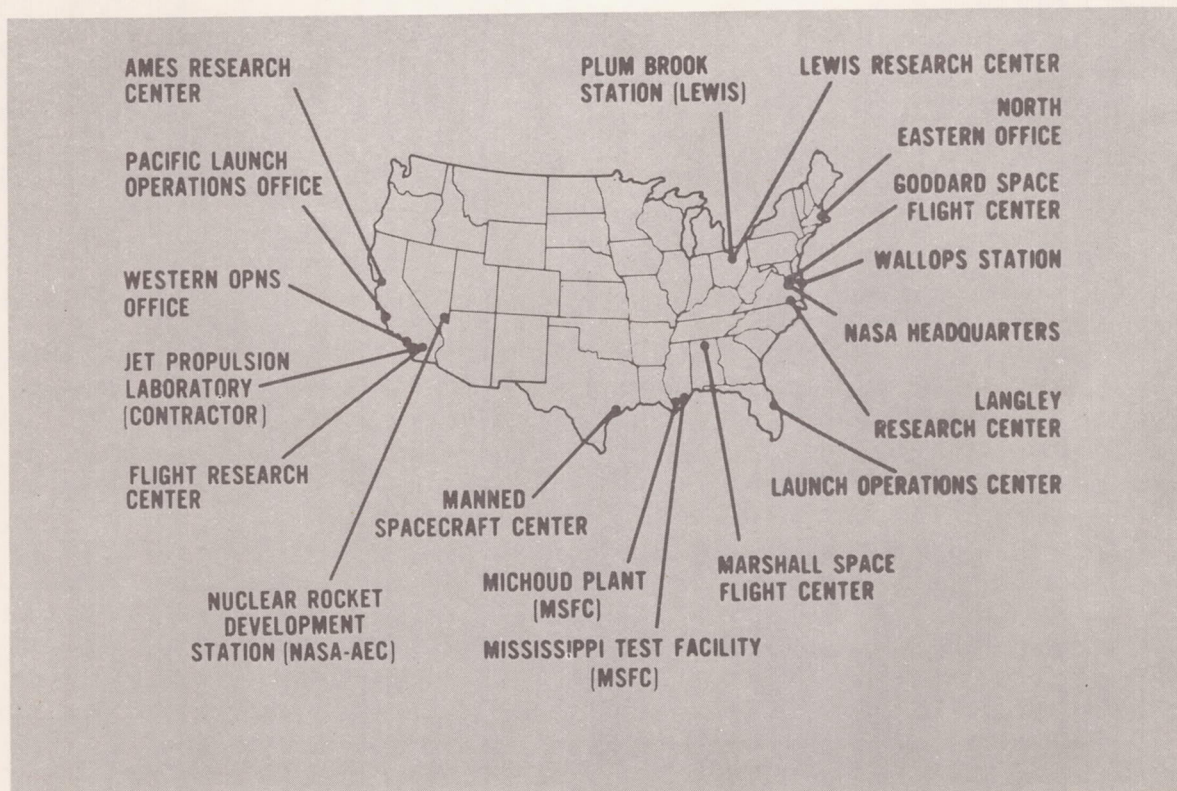 AMES RESEARCH
CENTER
PACIFIC LAUNCH
OPERATIONS OFFICE
WESTERN OPNS
OFFICE
JET PROPULSION
LABORATORY
(CONTRACTOR)
FLIGHT RESEARCH
CENTER
NUCLEAR ROCKET
DEVELOPMENT
STATION (NASA-AEC)
MANNED
SPACECRAFT CENTER
MICHOUD PLANT
(MSFC)
MISSISSIPPI TEST FACILITY
(MSFC)
MARSHALL SPACE
FLIGHT CENTER
PLUM BROOK
STATION (LEWIS)
LEWIS RESEARCH CENTER
NORTH
EASTERN OFFICE
GODDARD SPACE
FLIGHT CENTER
WALLOPS STATION
NASA HEADQUARTERS
LANGLEY
RESEARCH CENTER
LAUNCH OPERATIONS CENTER